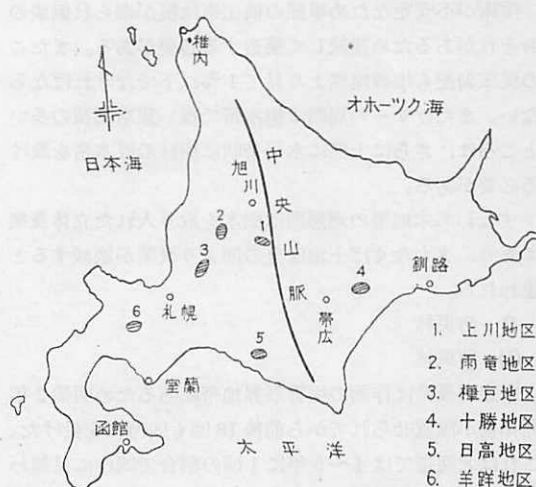 稚内
オホーツク海
日本海
中央山脈
旭川
2
1
3
4
釧路
札幌
帯広
6
5
室蘭
函館
太平洋
1. 上川地区
2. 雨竜地区
3. 樺戸地区
4. 十勝地区
5. 日高地区
6. 羊蹄地区